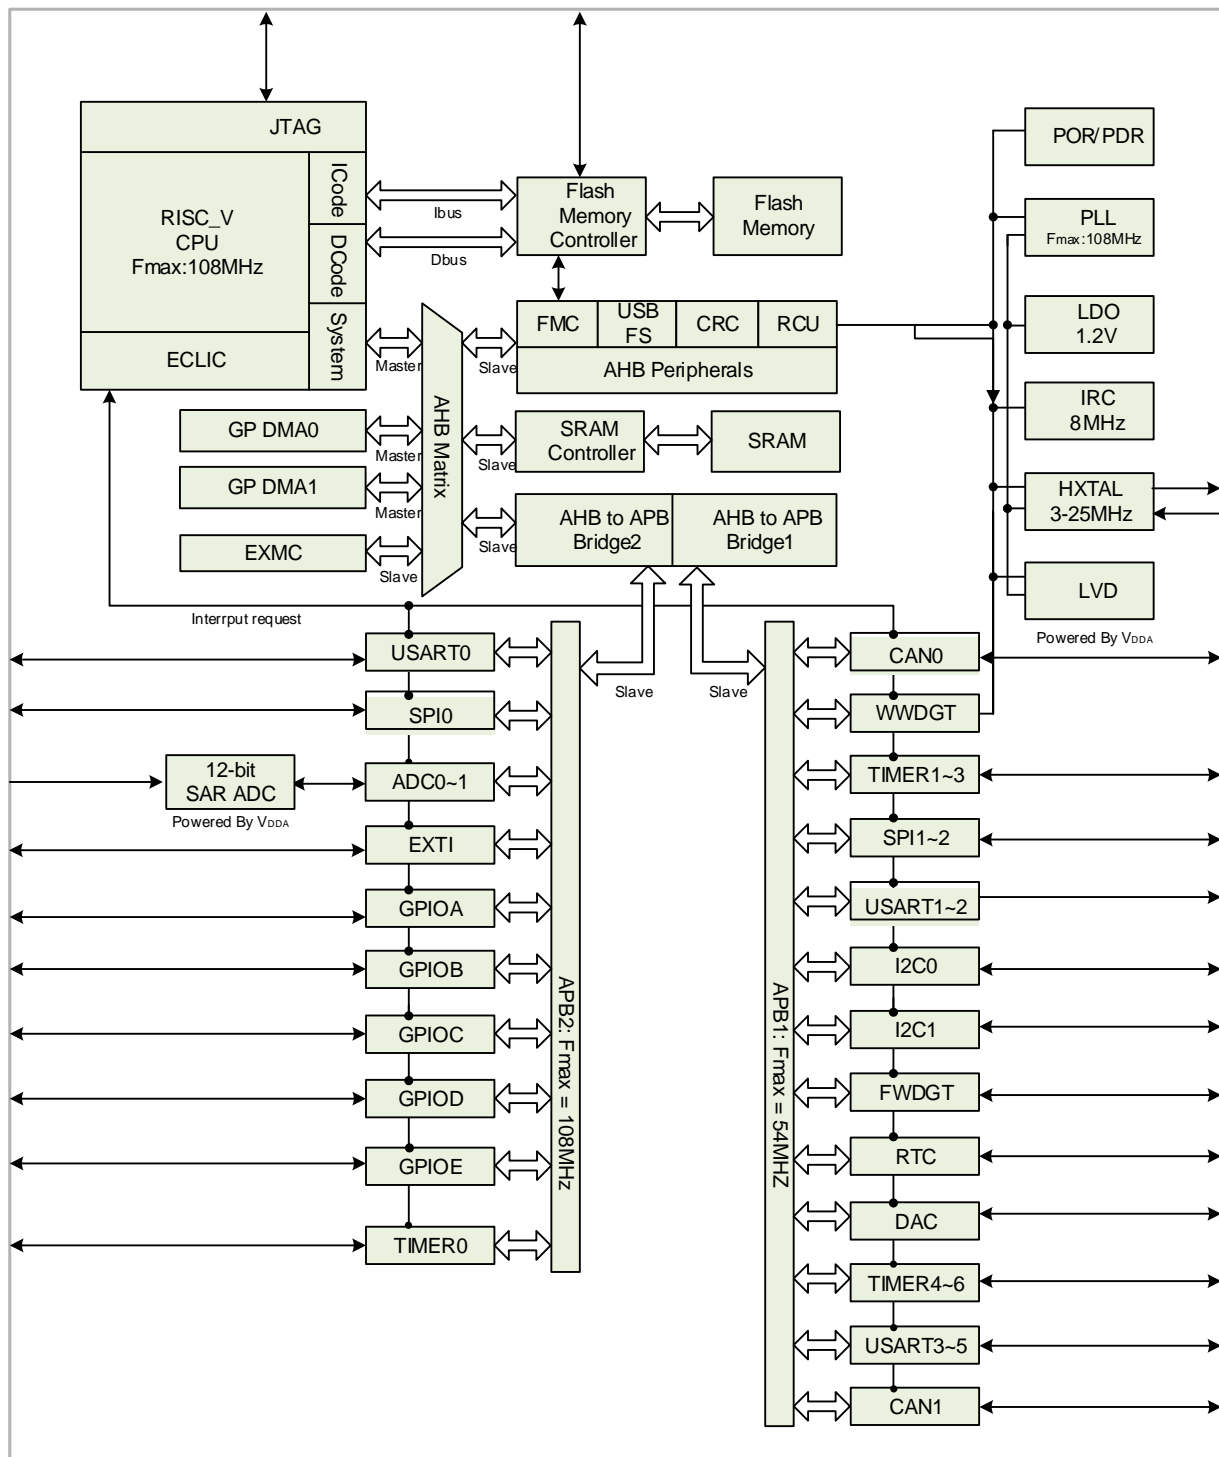 JTAG
RISC_V
CPU
Fmax:108MHz
ICode
DCode
System
ECLIC
Ibus
Dbus
Flash
Memory
Controller
Flash
Memory
FMC
USB
FS
CRC
RCU
AHB Peripherals
Master
Slave
GP DMA0
Master
GP DMA1
Master
EXMC
Slave
AHB Matrix
Slave
SRAM
Controller
SRAM
Slave
AHB to APB
Bridge2
AHB to APB
Bridge1
POR/PDR
PLL
Fmax:108MHz
LDO
1.2V
IRC
8MHz
HXTAL
3-25MHz
LVD
Powered By VDDA
Interrput request
Slave
Slave
USART0
SPI0
12-bit
SAR ADC
Powered By VDDA
ADC0~1
EXTI
GPIOA
GPIOB
GPIOC
GPIOD
GPIOE
TIMER0
APB2: Fmax = 108MHz
APB1: Fmax = 54MHZ
CAN0
WWDGT
TIMER1~3
SPI1~2
USART1~2
I2C0
I2C1
FWDGT
RTC
DAC
TIMER4~6
USART3~5
CAN1